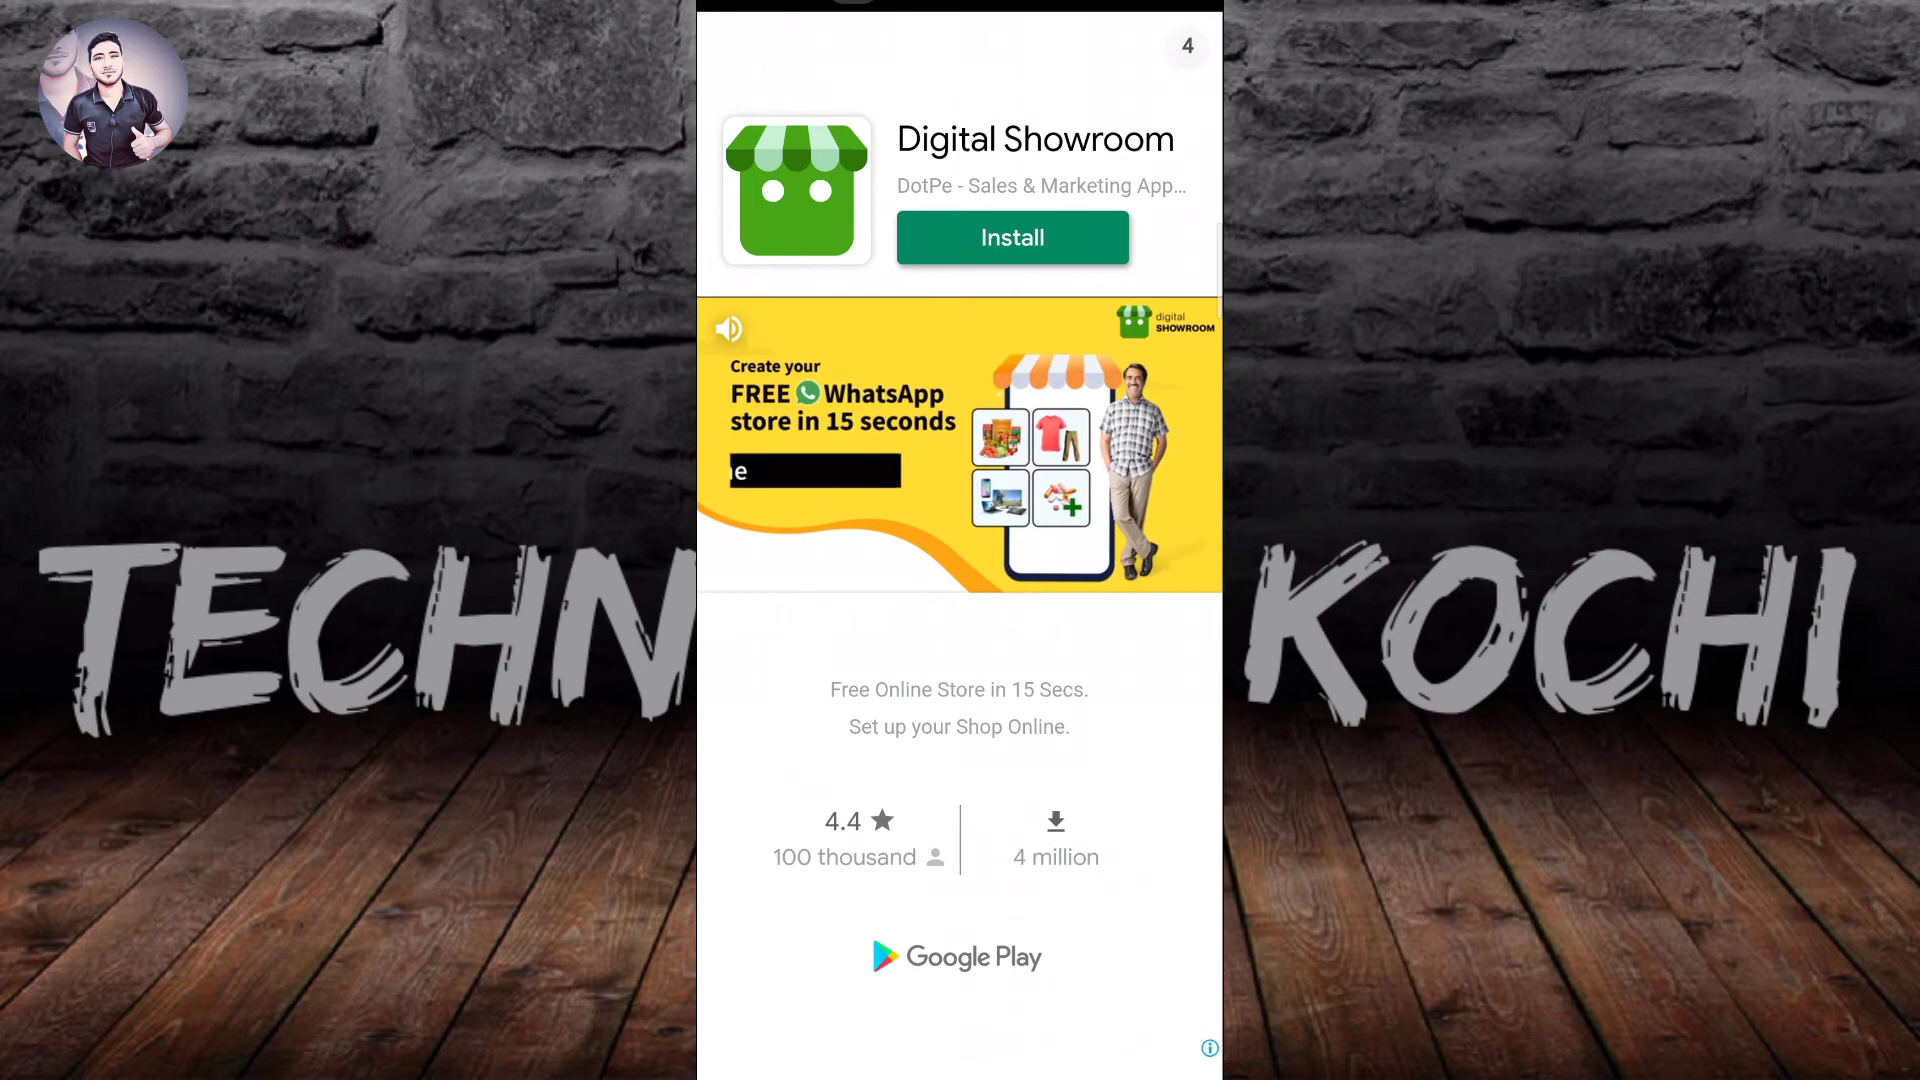 4
Digital Showroom
DotPe - Sales & Marketing App...
Install
digital
SHOWROOM
Create your
FREE WhatsApp
store in 15 seconds
e
TECHN
KOCHI
Free Online Store in 15 Secs.
Set up your Shop Online.
4.4
100 thousand
4 million
Google Play